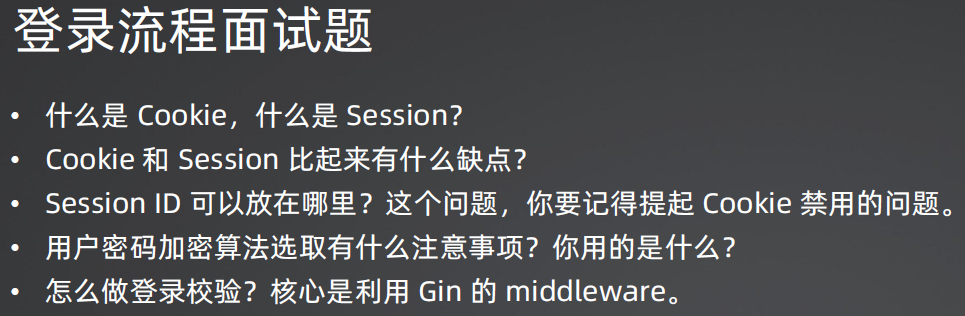 登录流程面试题
• 什么是 Cookie，什么是 Session？
• Cookie 和 Session 比起来有什么缺点？
• Session ID 可以放在哪里？这个问题，你要记得提起 Cookie 禁用的问题。
• 用户密码加密算法选取有什么注意事项？你用的是什么？
• 怎么做登录校验？核心是利用 Gin 的 middleware。